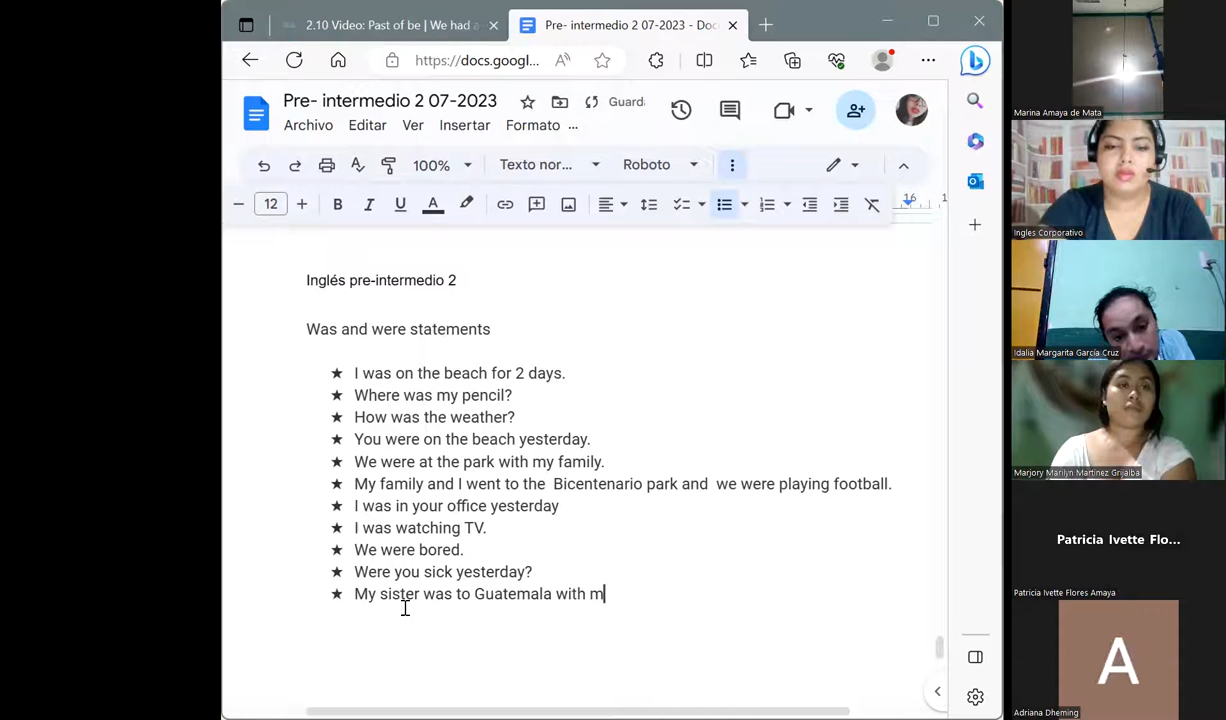 2.10 Video: Past of be | We had a
Pre- intermedio 2 07-2023 - Doc
https://docs.googl...
Pre- intermedio 2 07-2023
Guard
Archivo Editar Ver Insertar Formato ...
100% Texto nor... Roboto
12
16 1
Inglés pre-intermedio 2
Was and were statements
★ I was on the beach for 2 days.
★ Where was my pencil?
★ How was the weather?
★ You were on the beach yesterday.
★ We were at the park with my family.
★ My family and I went to the Bicentenario park and we were playing football.
★ I was in your office yesterday
★ I was watching TV.
★ We were bored.
★ Were you sick yesterday?
★ My sister was to Guatemala with m
Marina Amaya de Mata
Ingles Corporativo
Idalia Margarita García Cruz
Marjory Marilyn Martinez Grijalba
Patricia Ivette Flo...
Patricia Ivette Flores Amaya
A
Adriana Dheming